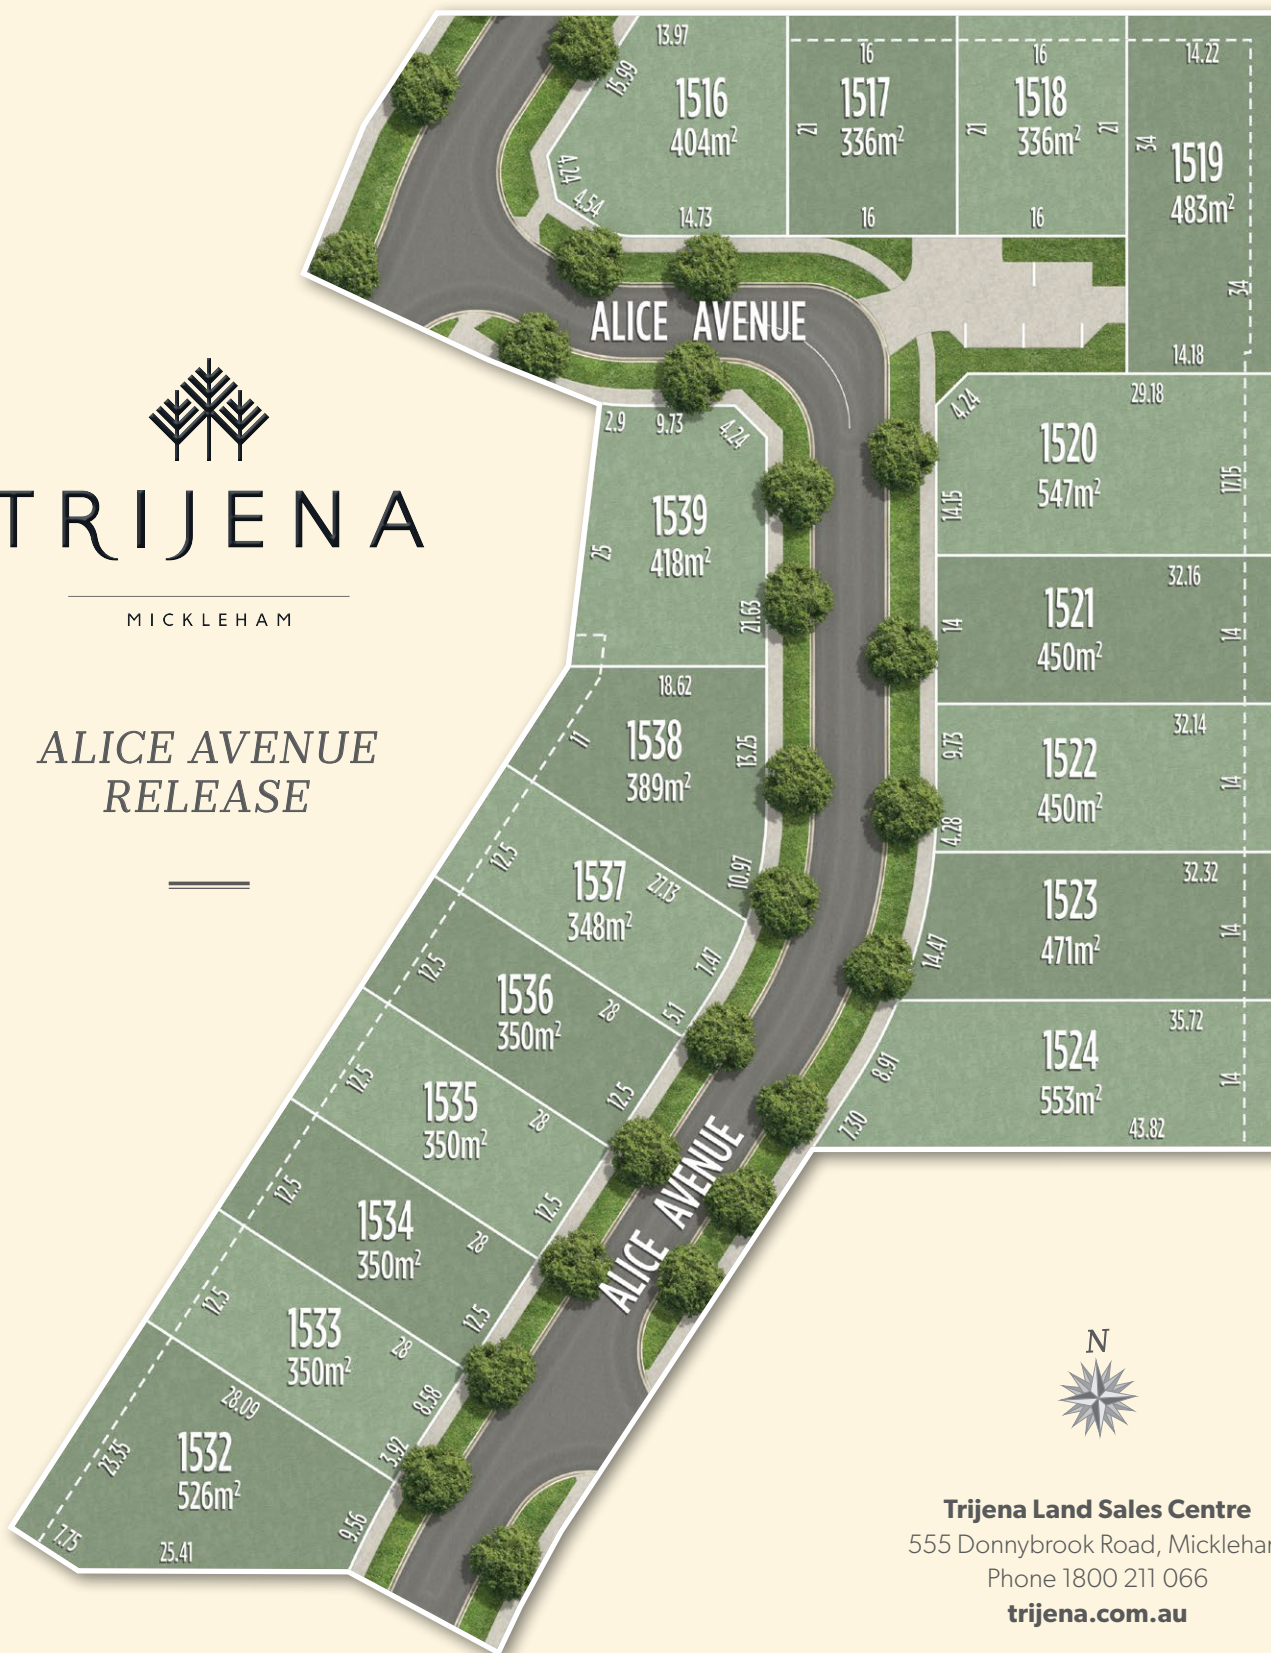 13.97
15.99
1516
404m²
4.24
4.54
14.73
16
21
1517
336m²
16
16
21
1518
336m²
21
16
14.22
34
1519
483m²
34
14.18
ALICE AVENUE
TRIJENA
MICKLEHAM
ALICE AVENUE
RELEASE
2.9
9.73
4.24
25
1539
418m²
21.63
4.24
29.18
1520
547m²
14.15
17.15
32.16
1521
450m²
14
14
18.62
11
1538
389m²
13.25
10.97
32.14
9.73
1522
450m²
14
4.28
12.5
1537
348m²
27.13
7.47
5.1
32.32
1523
471m²
14
14.47
12.5
1536
350m²
28
12.5
35.72
1524
553m²
14
8.91
7.30
43.82
12.5
1535
350m²
28
12.5
12.5
1534
350m²
28
12.5
ALICE AVENUE
12.5
1533
350m²
28
8.58
3.92
28.09
1532
526m²
23.35
9.56
7.75
25.41
N
Trijena Land Sales Centre
555 Donnybrook Road, Mickleha
Phone 1800 211 066
trijena.com.au